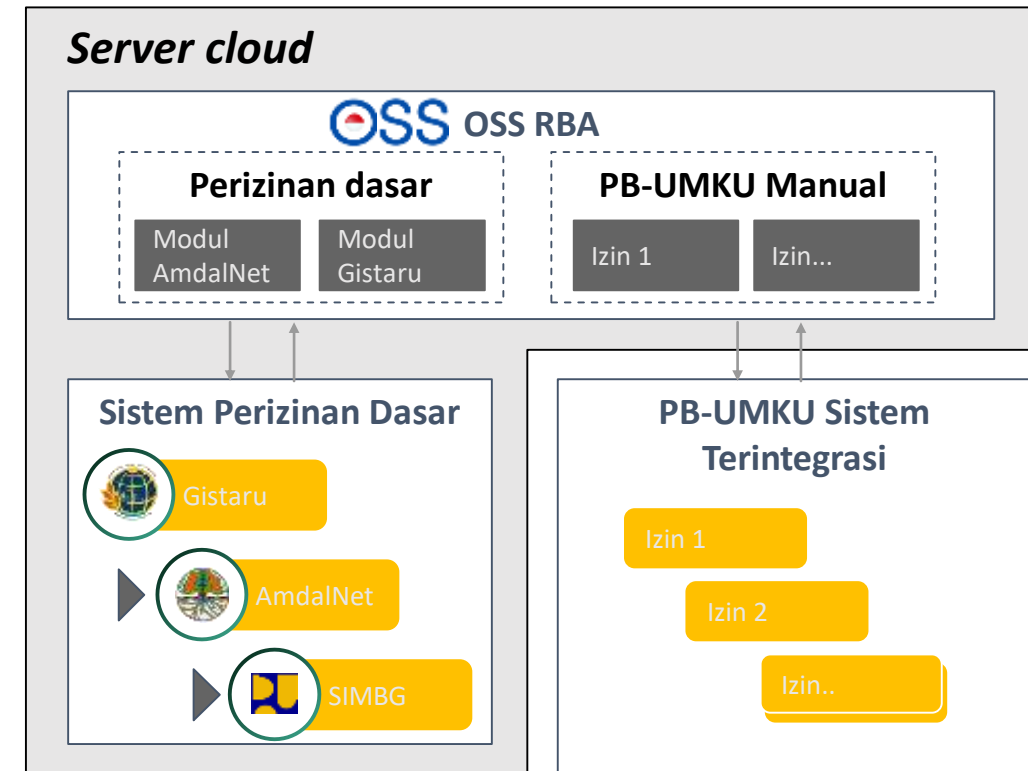 Server cloud
OSS OSS RBA
Perizinan dasar
Modul
AmdalNet
Modul
Gistaru
PB-UMKU Manual
Izin 1
Izin...
Sistem Perizinan Dasar
Gistaru
AmdalNet
SIMBG
PB-UMKU Sistem
Terintegrasi
Izin 1
Izin 2
Izin..